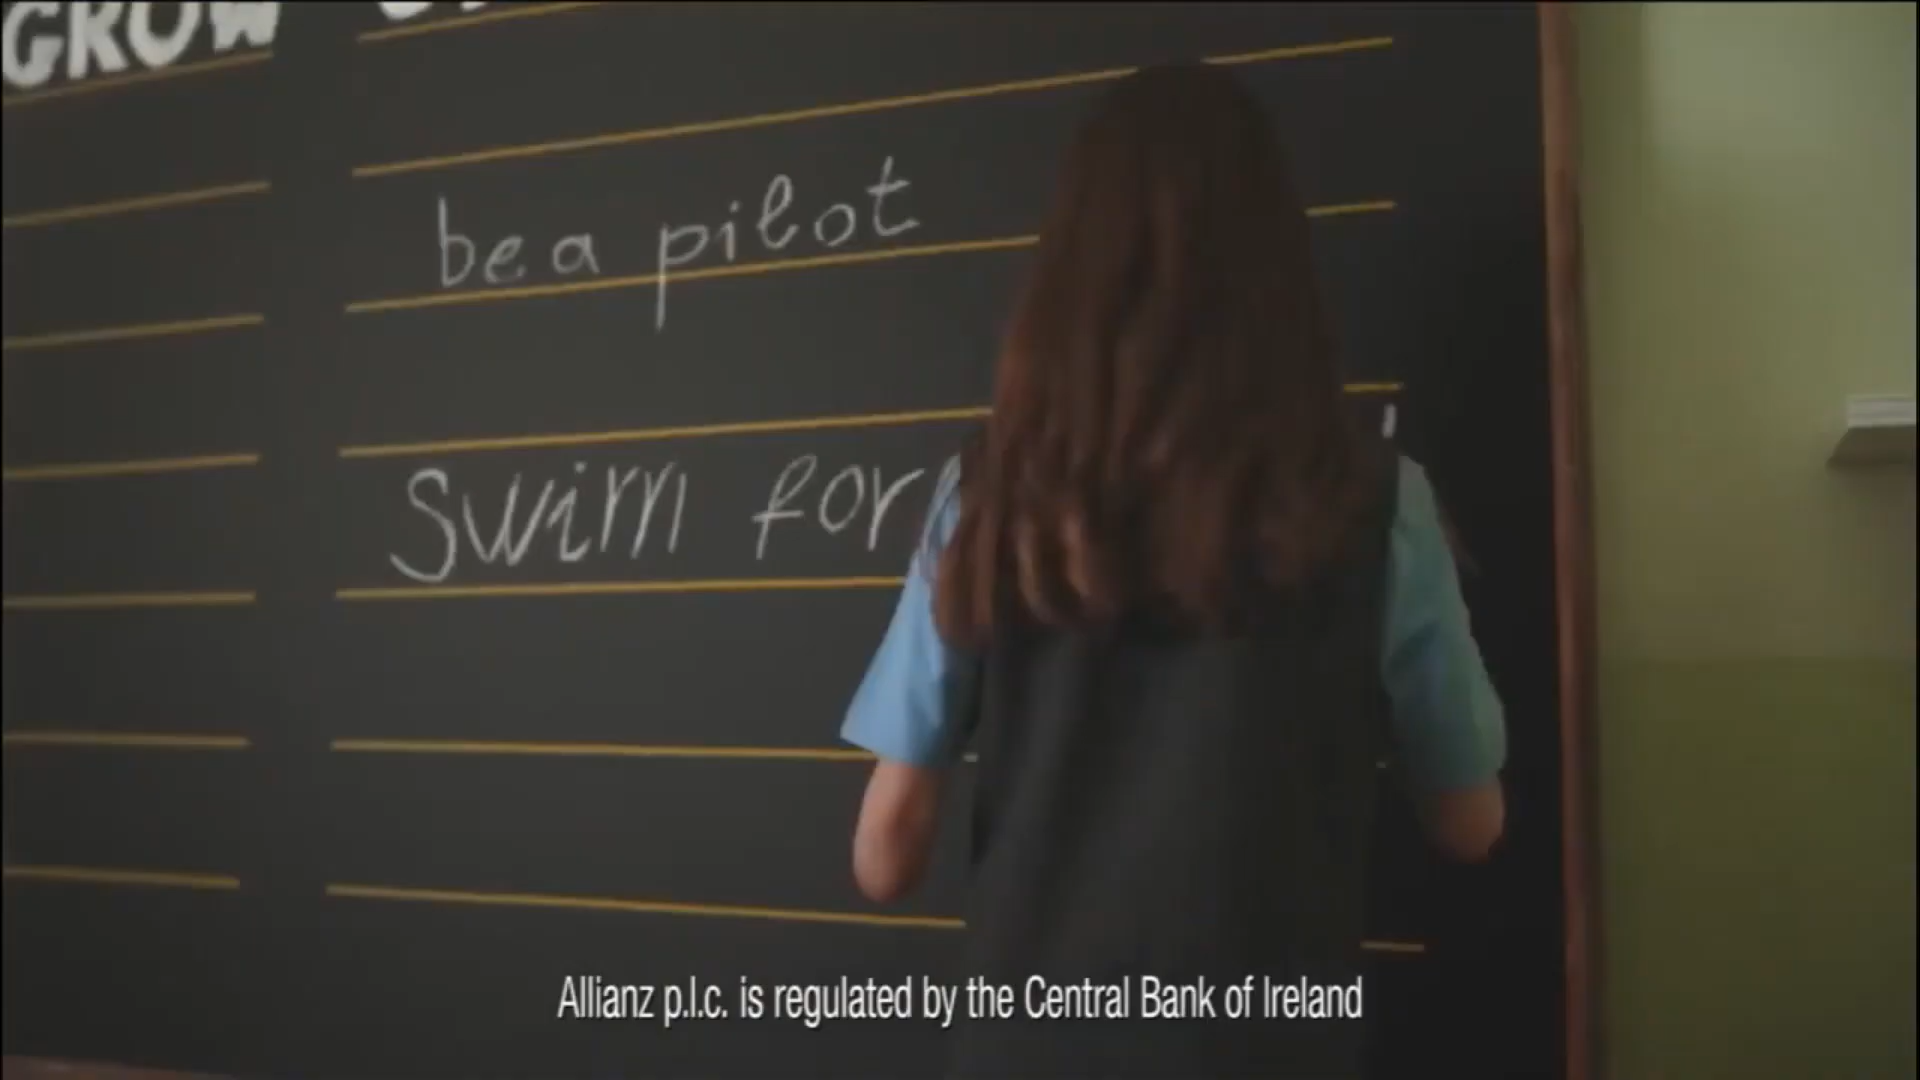 GROW
be a pilot
Swim for
Allianz p.l.c. is regulated by the Central Bank of Ireland